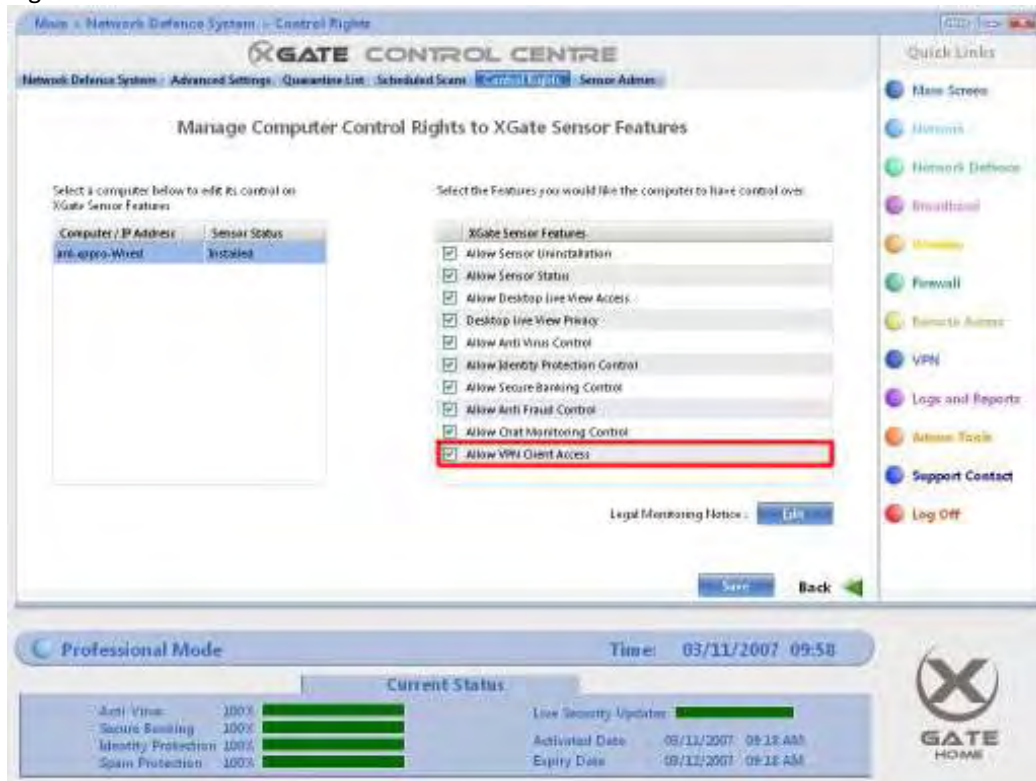 Main > Network Defence System > Control Rights
XGATE CONTROL CENTRE
Network Defence System Advanced Settings Quarantine List Scheduled Scans Control Rights Sensor Admin
Manage Computer Control Rights to XGate Sensor Features
Select a computer below to edit its control on
XGate Sensor Features
Computer / IP Address Sensor Status
Installed
Select the Features you would like the computer to have control over
XGate Sensor Features
Allow Sensor Uninstallation
Allow Sensor Status
Allow Desktop Live View Access
Desktop Live View Privacy
Allow Anti Virus Control
Allow Identity Protection Control
Allow Secure Banking Control
Allow Anti Fraud Control
Allow Chat Monitoring Control
Allow VPN Client Access
Legal Monitoring Notice : Edit
Save Back
Quick Links
Main Screen
Network
Network Defence
Broadband
Wireless
Firewall
Remote Access
VPN
Logs and Reports
Admin Tools
Support Contact
Log Off
Professional Mode Time: 03/11/2007 09:58
Current Status
Anti Virus 100%
Secure Banking 100%
Identity Protection 100%
Spam Protection 100%
Live Security Updates
Activated Date 09:18 AM
Expiry Date 09:18 AM
X
GATE
HOME